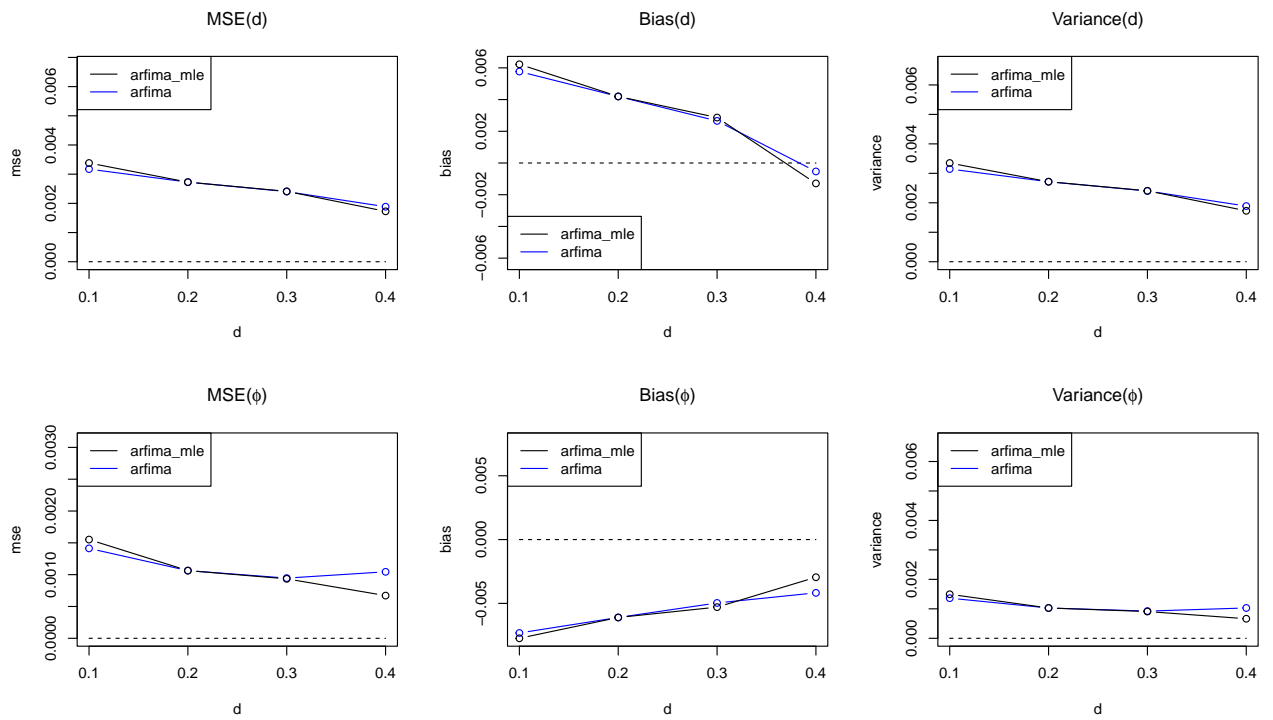 MSE(d)
mse
0.000 0.002 0.004 0.006
arfima_mle
arfima
0.1 0.2 0.3 0.4
d
Bias(d)
bias
−0.006 −0.002 0.002 0.006
arfima_mle
arfima
0.1 0.2 0.3 0.4
d
Variance(d)
variance
0.000 0.002 0.004 0.006
arfima_mle
arfima
0.1 0.2 0.3 0.4
d
MSE(ϕ)
mse
0.0000 0.0010 0.0020 0.0030
arfima_mle
arfima
0.1 0.2 0.3 0.4
d
Bias(ϕ)
bias
−0.005 0.000 0.005
arfima_mle
arfima
0.1 0.2 0.3 0.4
d
Variance(ϕ)
variance
0.000 0.002 0.004 0.006
arfima_mle
arfima
0.1 0.2 0.3 0.4
d